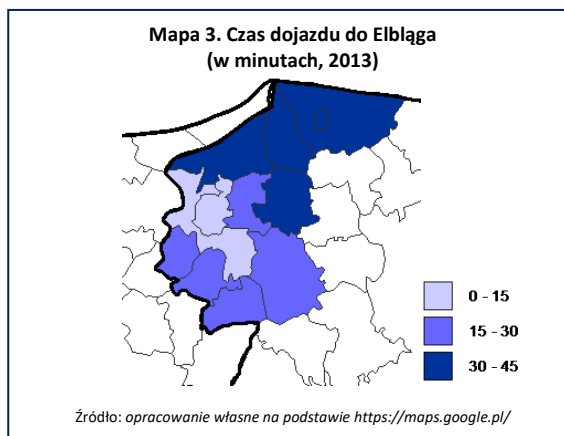 Mapa 3. Czas dojazdu do Elbląga
(w minutach, 2013)
0 - 15
15 - 30
30 - 45
Źródło: opracowanie własne na podstawie https://maps.google.pl/